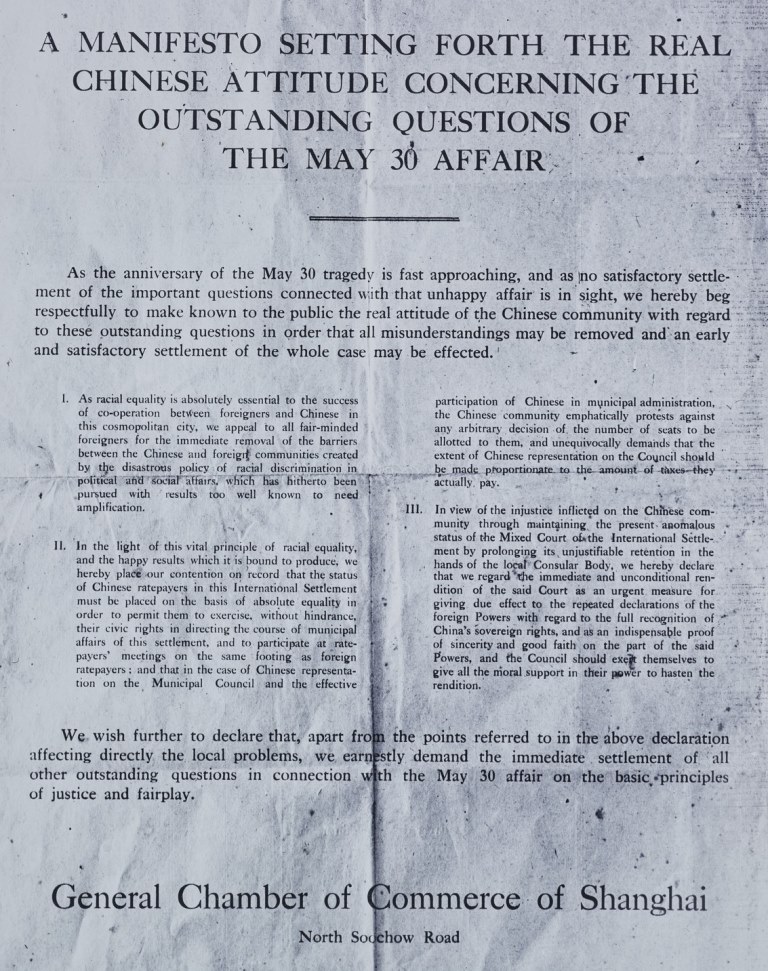 A MANIFESTO SETTING FORTH THE REAL
CHINESE ATTITUDE CONCERNING THE
OUTSTANDING QUESTIONS OF
THE MAY 30 AFFAIR
As the anniversary of the May 30 tragedy is fast approaching, and as no satisfactory settle-
ment of the important questions connected with that unhappy affair is in sight, we hereby beg
respectfully to make known to the public the real attitude of the Chinese community with regard
to these outstanding questions in order that all misunderstandings may be removed and an early
and satisfactory settlement of the whole case may be effected.
I. As racial equality is absolutely essential to the success
of co-operation between foreigners and Chinese in
this cosmopolitan city, we appeal to all fair-minded
foreigners for the immediate removal of the barriers
between the Chinese and foreign communities created
by the disastrous policy of racial discrimination in
political and social affairs, which has hitherto been
pursued with results too well known to need
amplification.
II. In the light of this vital principle of racial equality,
and the happy results which it is bound to produce, we
hereby place our contention on record that the status
of Chinese ratepayers in this International Settlement
must be placed on the basis of absolute equality in
order to permit them to exercise, without hindrance,
their civic rights in directing the course of municipal
affairs of this settlement, and to participate at rate-
payers' meetings on the same footing as foreign
ratepayers; and that in the case of Chinese representa-
tion on the Municipal Council and the effective
participation of Chinese in municipal administration,
the Chinese community emphatically protests against
any arbitrary decision of the number of seats to be
allotted to them, and unequivocally demands that the
extent of Chinese representation on the Council should
be made proportionate to the amount of taxes they
actually pay.
III. In view of the injustice inflicted on the Chinese com-
munity through maintaining the present anomalous
status of the Mixed Court of the International Settle-
ment by prolonging its unjustifiable retention in the
hands of the local Consular Body, we hereby declare
that we regard the immediate and unconditional ren-
dition of the said Court as an urgent measure for
giving due effect to the repeated declarations of the
foreign Powers with regard to the full recognition of
China's sovereign rights, and as an indispensable proof
of sincerity and good faith on the part of the said
Powers, and the Council should exert themselves to
give all the moral support in their power to hasten the
rendition.
We wish further to declare that, apart from the points referred to in the above declaration
affecting directly the local problems, we earnestly demand the immediate settlement of all
other outstanding questions in connection with the May 30 affair on the basic principles
of justice and fairplay.
General Chamber of Commerce of Shanghai
North Soochow Road